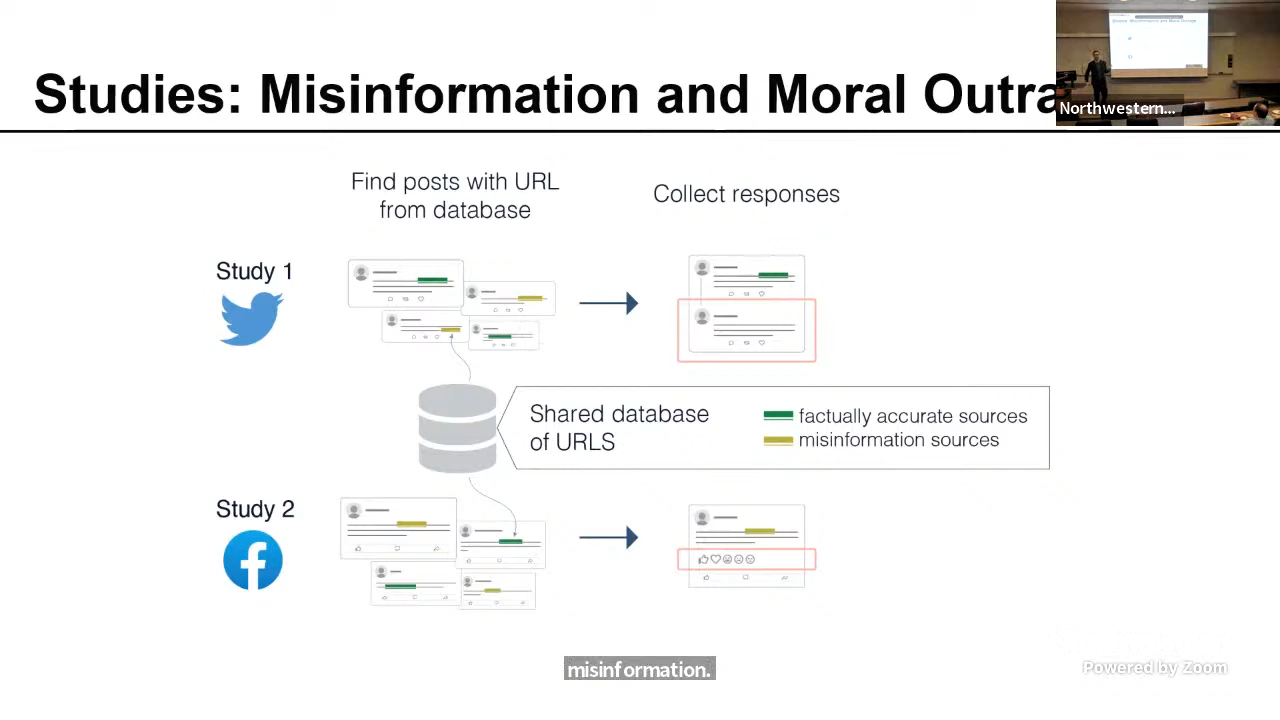 Studies: Misinformation and Moral Outra
Northwestern...
Find posts with URL
from database
Collect responses
Study 1
Shared database
of URLS
factually accurate sources
misinformation sources
Study 2
misinformation.
Powered by Zoom